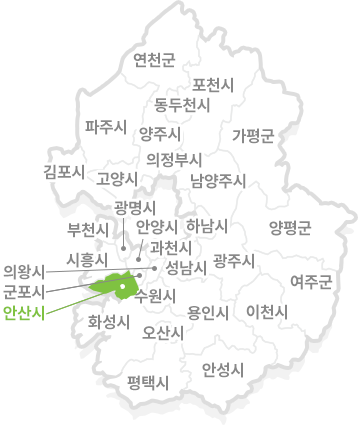 연천군
포천시
동두천시
파주시
양주시
가평군
의정부시
김포시
고양시
남양주시
광명시
부천시
안양시
하남시
양평군
과천시
시흥시
성남시
광주시
의왕시
여주군
군포시
수원시
안산시
용인시
이천시
화성시
오산시
안성시
평택시